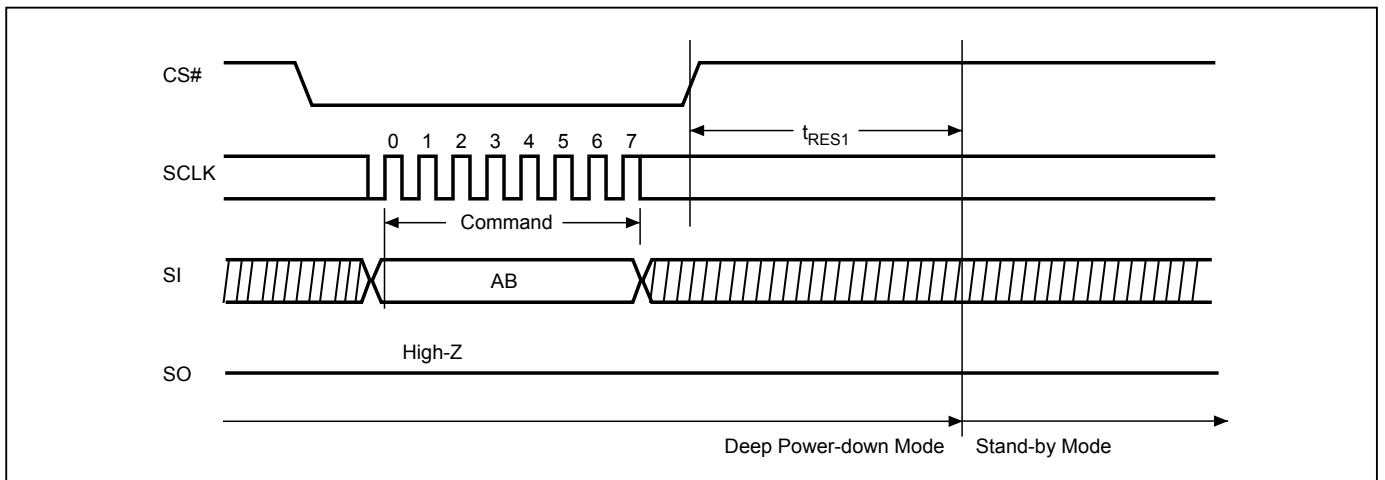 CS#
tRES1
0 1 2 3 4 5 6 7
SCLK
Command
SI
AB
High-Z
SO
Deep Power-down Mode Stand-by Mode